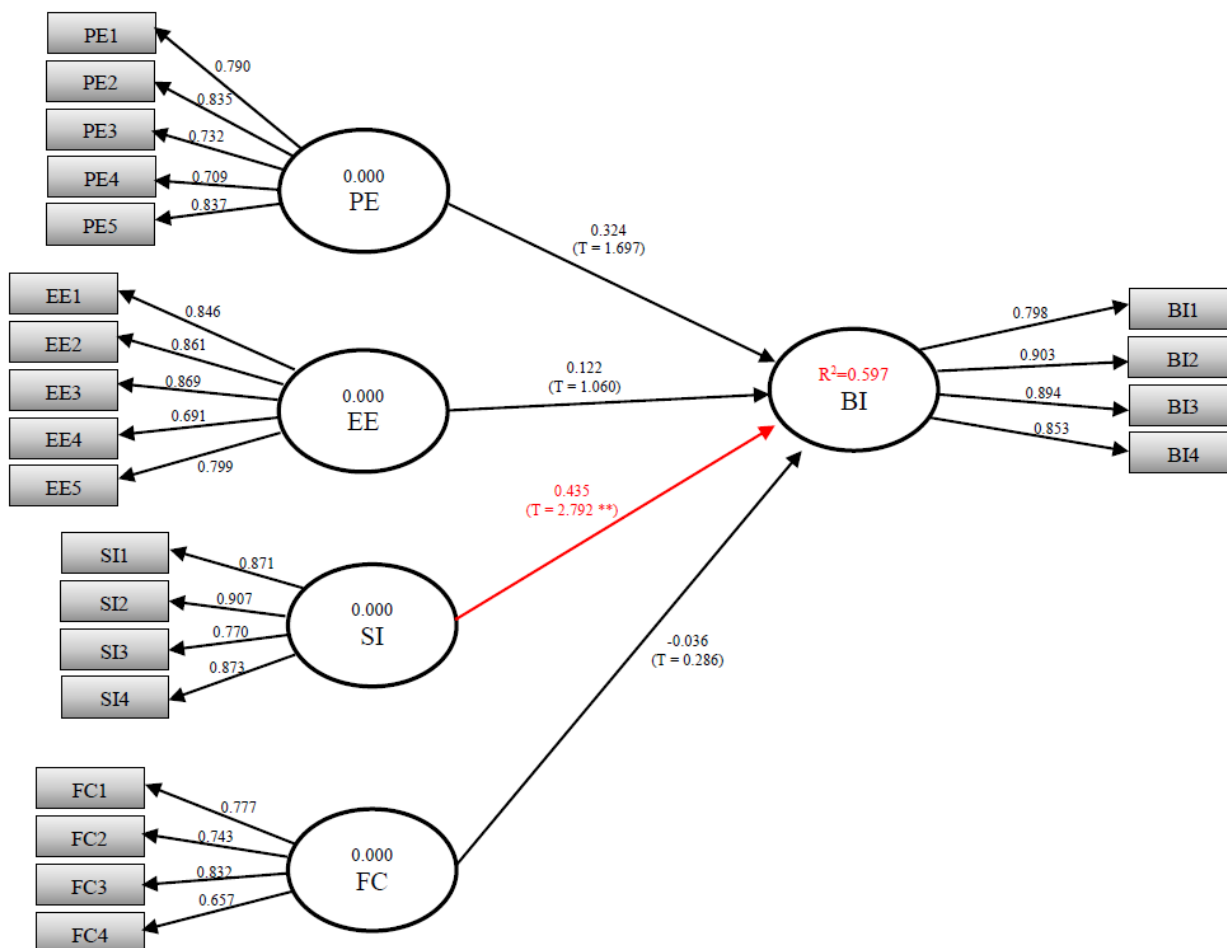 PE1
0.790
PE2
0.835
PE3
0.732
PE4
0.709
PE5
0.837
0.000
PE
0.324
(T = 1.697)
EE1
0.846
EE2
0.861
EE3
0.869
EE4
0.691
EE5
0.799
0.000
EE
0.122
(T = 1.060)
R²=0.597
BI
0.798
BI1
0.903
BI2
0.894
BI3
0.853
BI4
0.435
(T = 2.792 **)
SI1
0.871
SI2
0.907
SI3
0.770
SI4
0.873
0.000
SI
-0.036
(T = 0.286)
FC1
0.777
FC2
0.743
FC3
0.832
FC4
0.657
0.000
FC